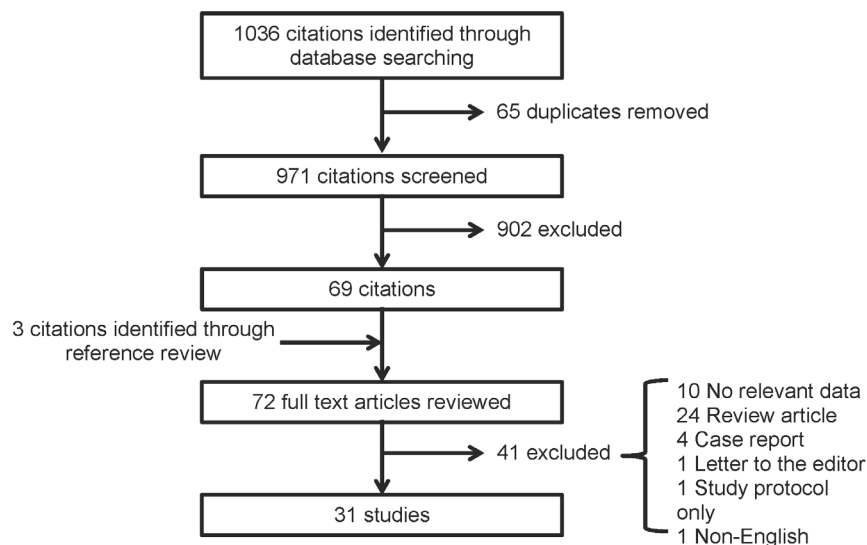 1036 citations identified through
database searching
65 duplicates removed
971 citations screened
902 excluded
69 citations
3 citations identified through
reference review
72 full text articles reviewed
41 excluded
10 No relevant data
24 Review article
4 Case report
1 Letter to the editor
1 Study protocol
only
1 Non-English
31 studies